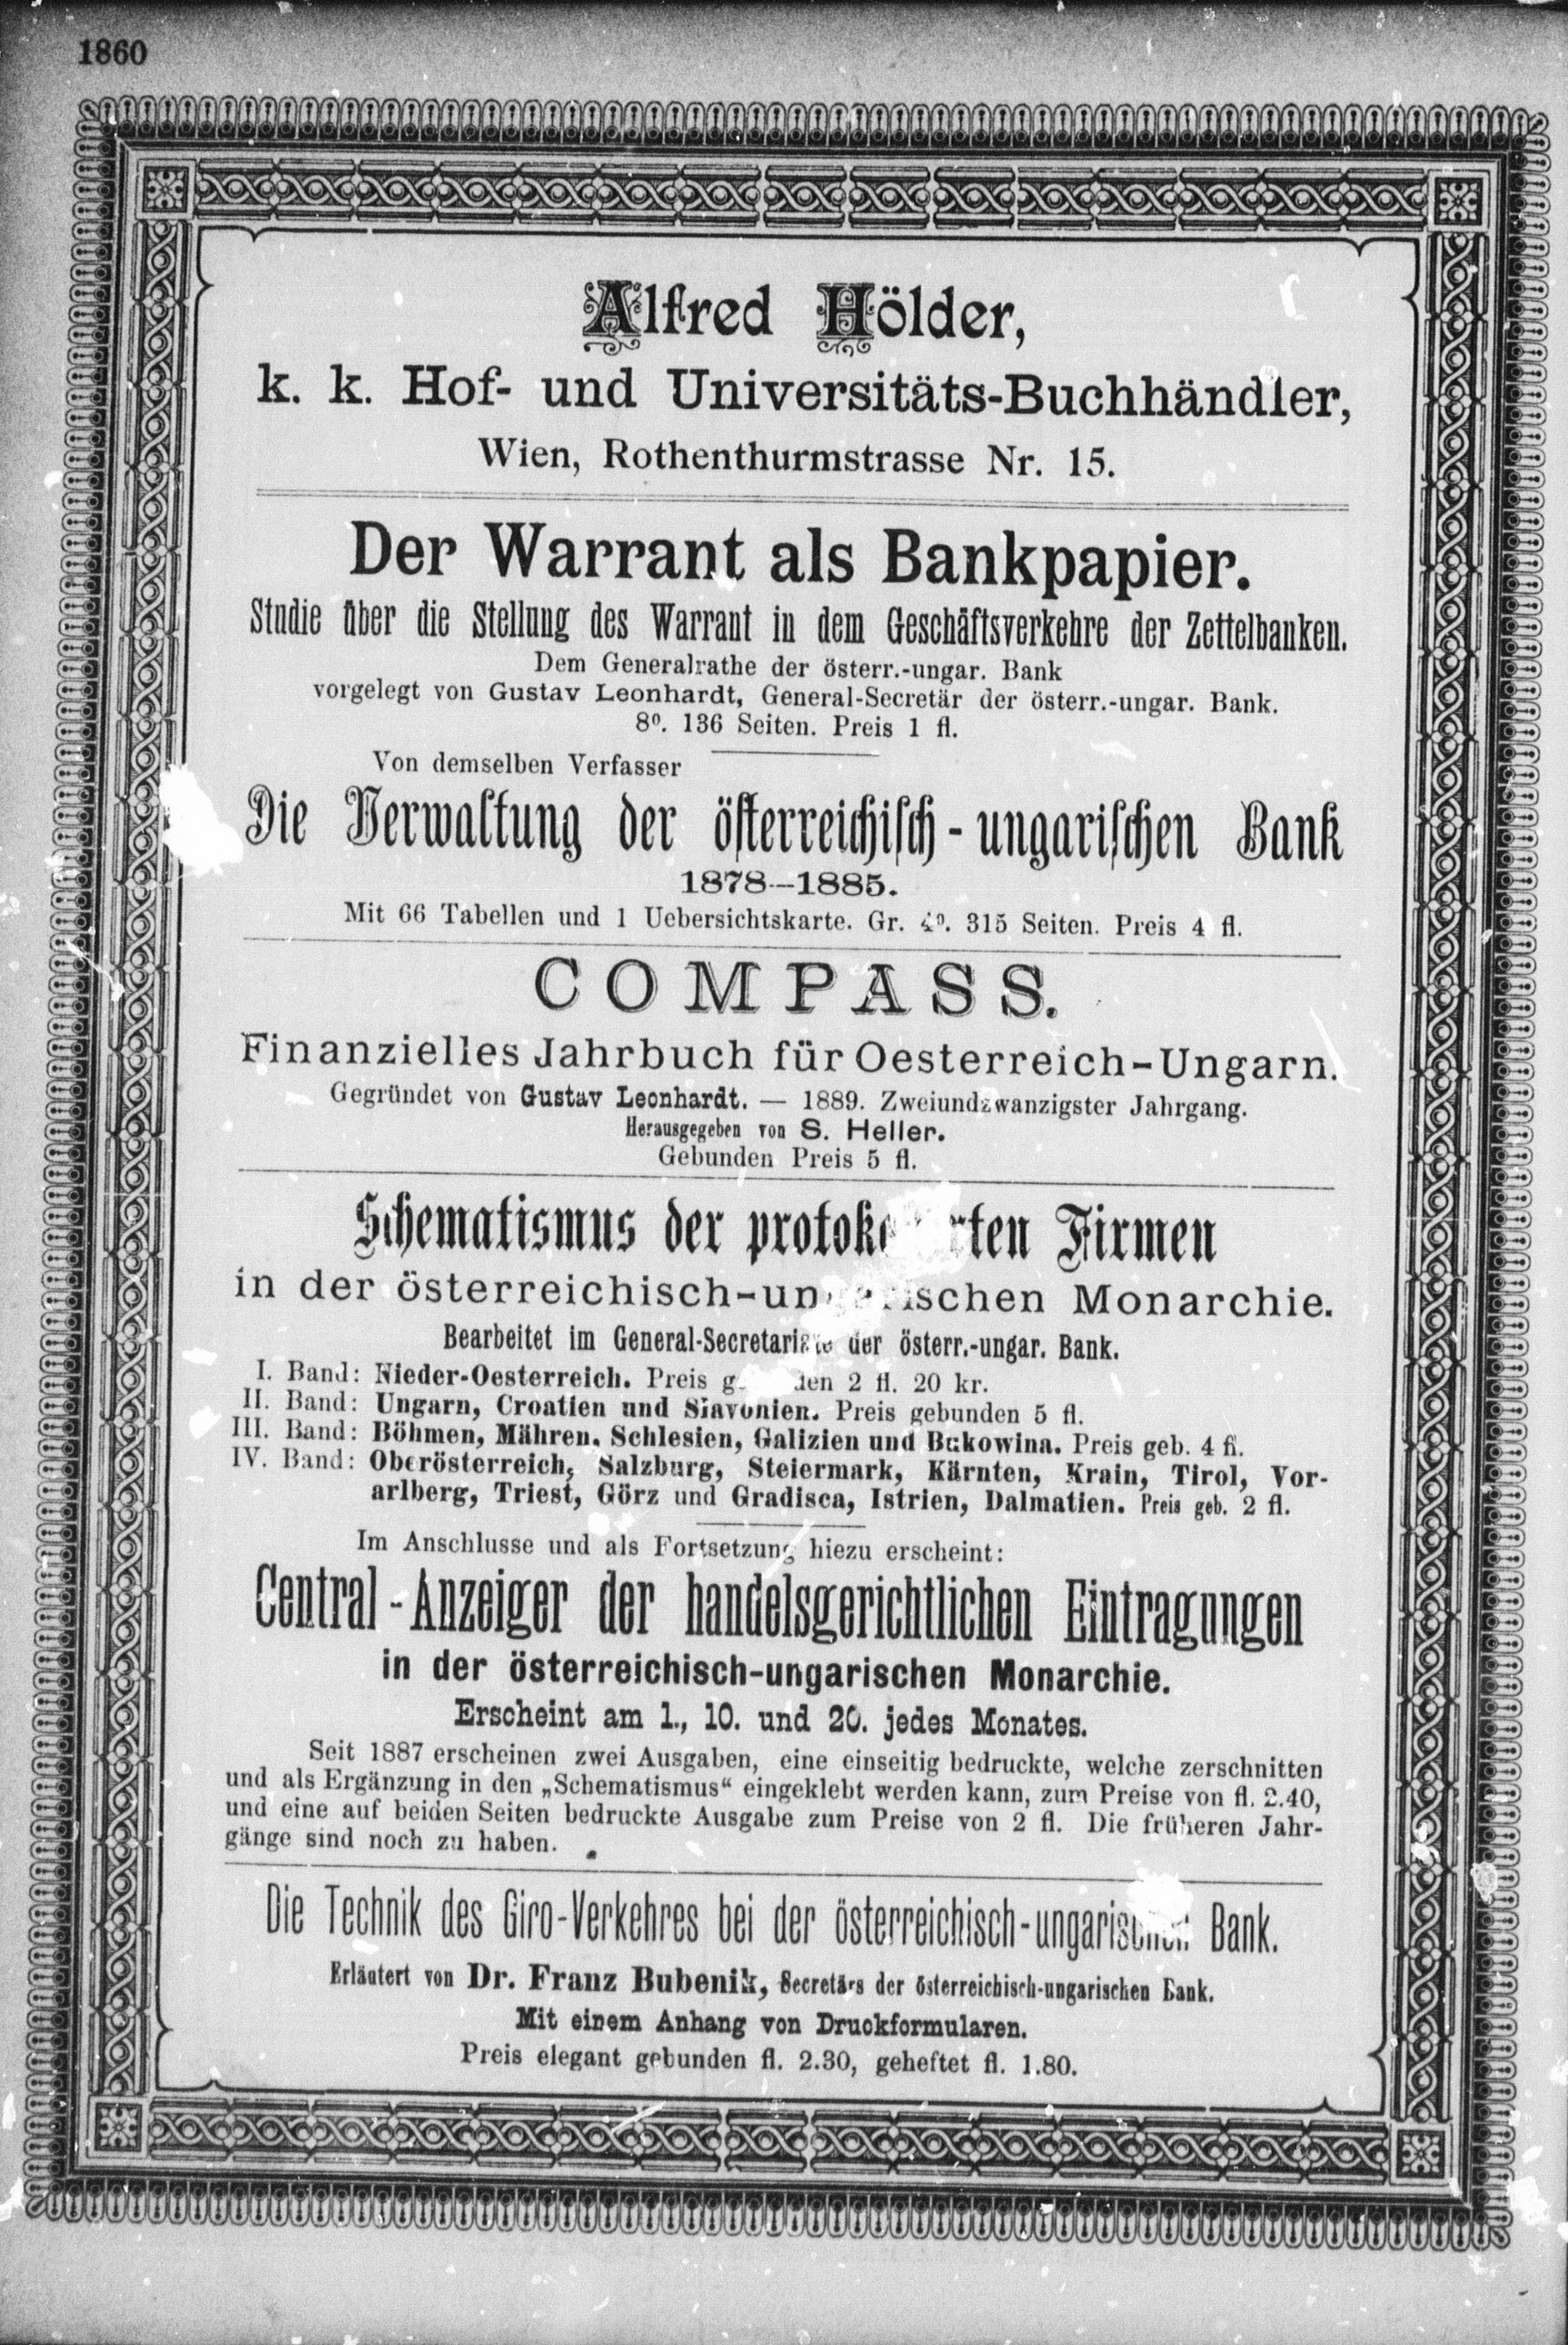 1860
Alfred Hölder,
k. k. Hof- und Universitäts-Buchhändler,
Wien, Rothenthurmstrasse Nr. 15.
Der Warrant als Bankpapier.
Studie über die Stellung des Warrant in dem Geschäftsverkehre der Zettelbanken.
Dem Generalrathe der österr.-ungar. Bank
vorgelegt von Gustav Leonhardt, General-Secretär der österr.-ungar. Bank.
8º. 136 Seiten. Preis 1 fl.
Von demselben Verfasser
Die Verwaltung der österreichisch-ungarischen Bank
1878—1885.
Mit 66 Tabellen und 1 Uebersichtskarte. Gr. 4º. 315 Seiten. Preis 4 fl.
COMPASS.
Finanzielles Jahrbuch für Oesterreich-Ungarn.
Gegründet von Gustav Leonhardt. — 1889. Zweiundzwanzigster Jahrgang.
Herausgegeben von S. Heller.
Gebunden Preis 5 fl.
Schematismus der Firmen
in der Monarchie.
Bearbeitet im General-Secretariate der österr.-ungar. Bank.
I. Band: Nieder-Oesterreich. Preis 2 fl. 20 kr.
II. Band: Ungarn, Croatien und Slavonien. Preis gebunden 5 fl.
III. Band: Böhmen, Mähren, Schlesien, Galizien und Bukowina. Preis geb. 4 fl.
IV. Band: Oberösterreich, Salzburg, Steiermark, Kärnten, Krain, Tirol, Vor-
arlberg, Triest, Görz und Gradisca, Istrien, Dalmatien. Preis geb. 2 fl.
Im Anschlusse und als Fortsetzung hiezu erscheint:
Central-Anzeiger der handelsgerichtlichen Eintragungen
in der österreichisch-ungarischen Monarchie.
Erscheint am 1., 10. und 20. jedes Monates.
Seit 1887 erscheinen zwei Ausgaben, eine einseitig bedruckte, welche zerschnitten
und als Ergänzung in den „Schematismus“ eingeklebt werden kann, zum Preise von fl. 2.40,
und eine auf beiden Seiten bedruckte Ausgabe zum Preise von 2 fl. Die früheren Jahr-
gänge sind noch zu haben.
Die Technik des Giro-Verkehres bei der österreichisch-ungarischen Bank.
Erläutert von Dr. Franz Bubenik, Secretärs der österreichisch-ungarischen Bank.
Mit einem Anhang von Druckformularen.
Preis elegant gebunden fl. 2.30, geheftet fl. 1.80.